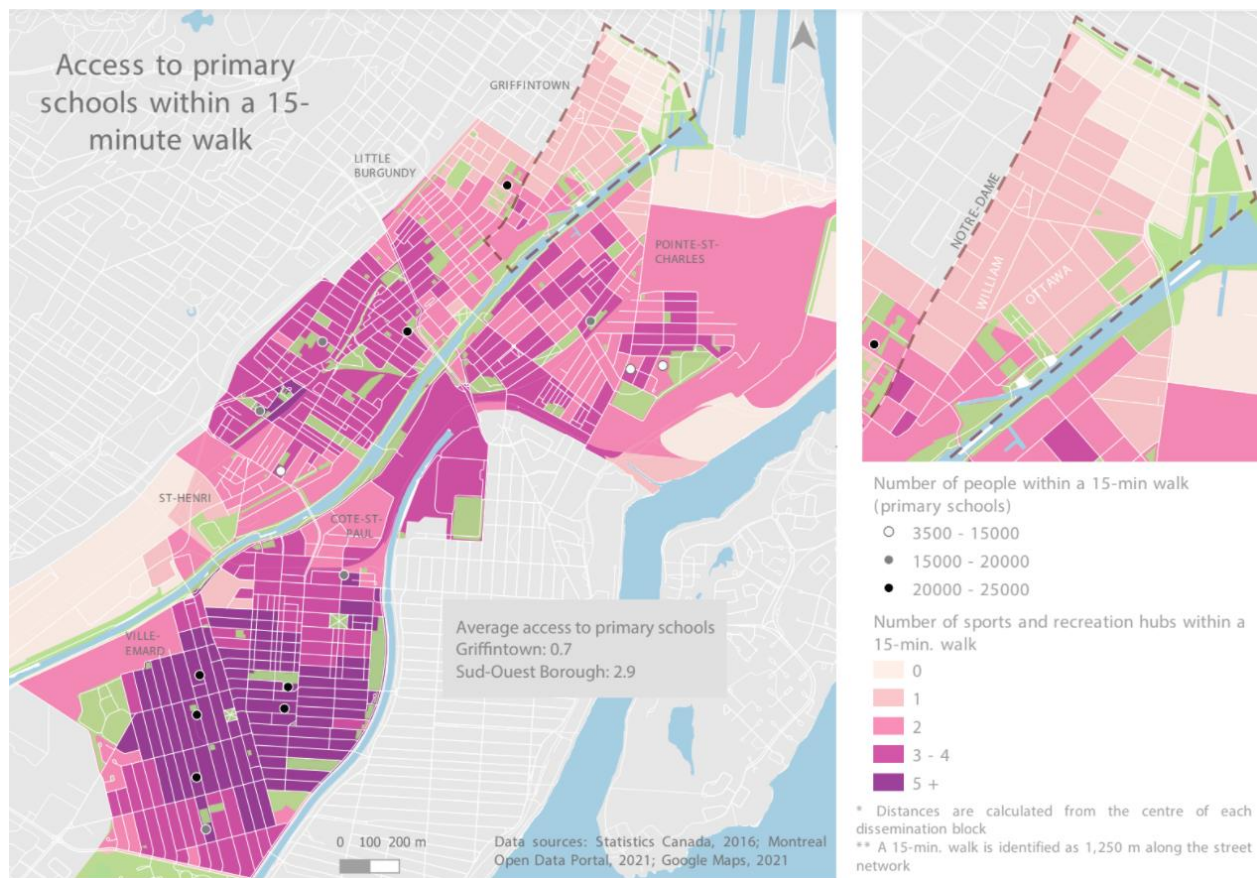 Access to primary
schools within a 15-
minute walk
GRIFFINTOWN
LITTLE
BURGUNDY
POINTE-ST-
CHARLES
ST-HENRI
COTE-ST-
PAUL
VILLE-
EMARD
Average access to primary schools
Griffintown: 0.7
Sud-Ouest Borough: 2.9
0 100 200 m
Data sources: Statistics Canada, 2016; Montreal
Open Data Portal, 2021; Google Maps, 2021
NOTRE-DAME
WILLIAM
OTTAWA
Number of people within a 15-min walk
(primary schools)
3500 - 15000
15000 - 20000
20000 - 25000
Number of sports and recreation hubs within a
15-min. walk
0
1
2
3 - 4
5 +
* Distances are calculated from the centre of each
dissemination block
** A 15-min. walk is identified as 1,250 m along the street
network